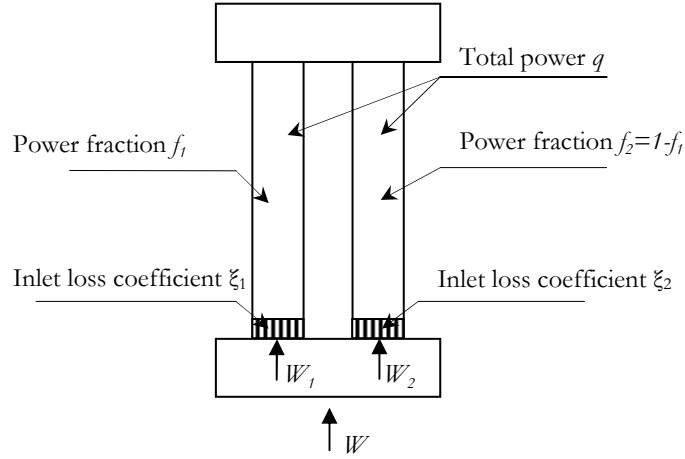 Total power q
Power fraction f₁
Power fraction f₂=1-f₁
Inlet loss coefficient ξ₁
Inlet loss coefficient ξ₂
W₁
W₂
W